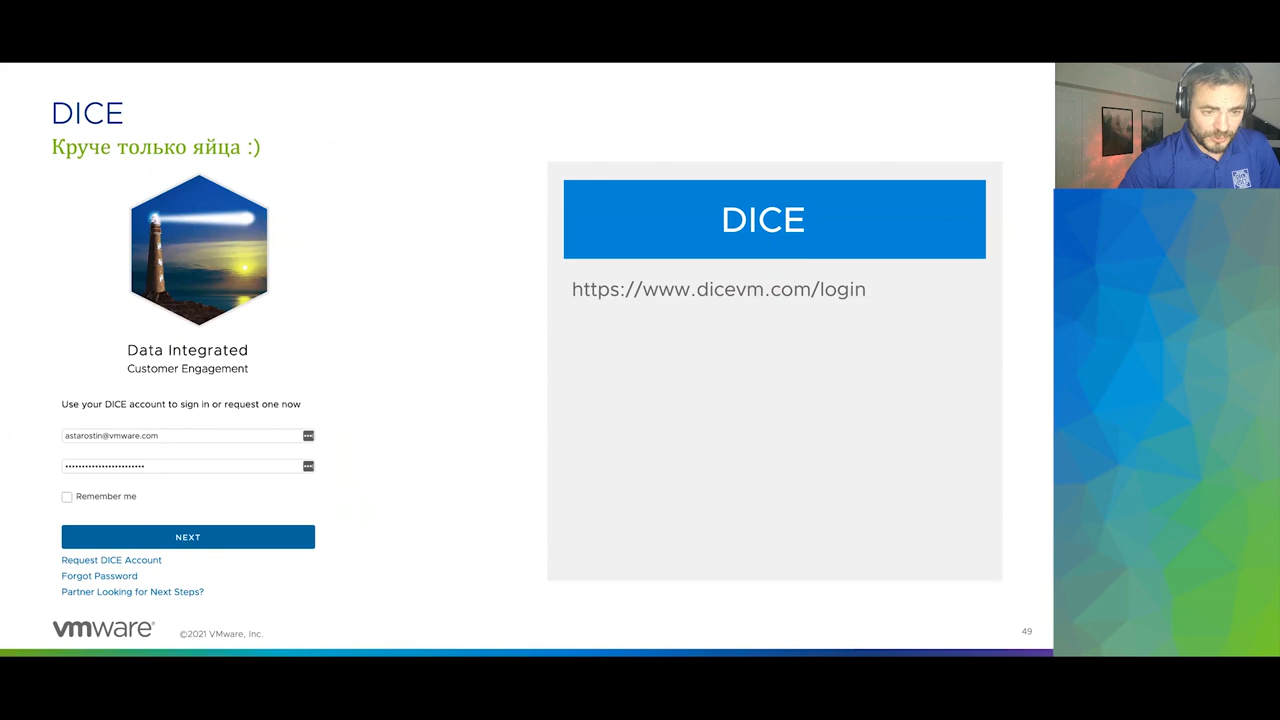 DICE
Круче только яйца :)
Data Integrated
Customer Engagement
Use your DICE account to sign in or request one now
astarostin@vmware.com
Remember me
NEXT
Request DICE Account
Forgot Password
Partner Looking for Next Steps?
vmware
©2021 VMware, Inc.
DICE
https://www.dicevm.com/login
49